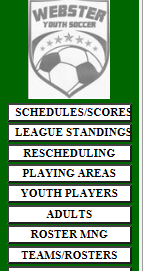 WEBSTER
YOUTH SOCCER
SCHEDULES/SCORES
LEAGUE STANDINGS
RESCHEDULING
PLAYING AREAS
YOUTH PLAYERS
ADULTS
ROSTER MNG
TEAMS/ROSTERS